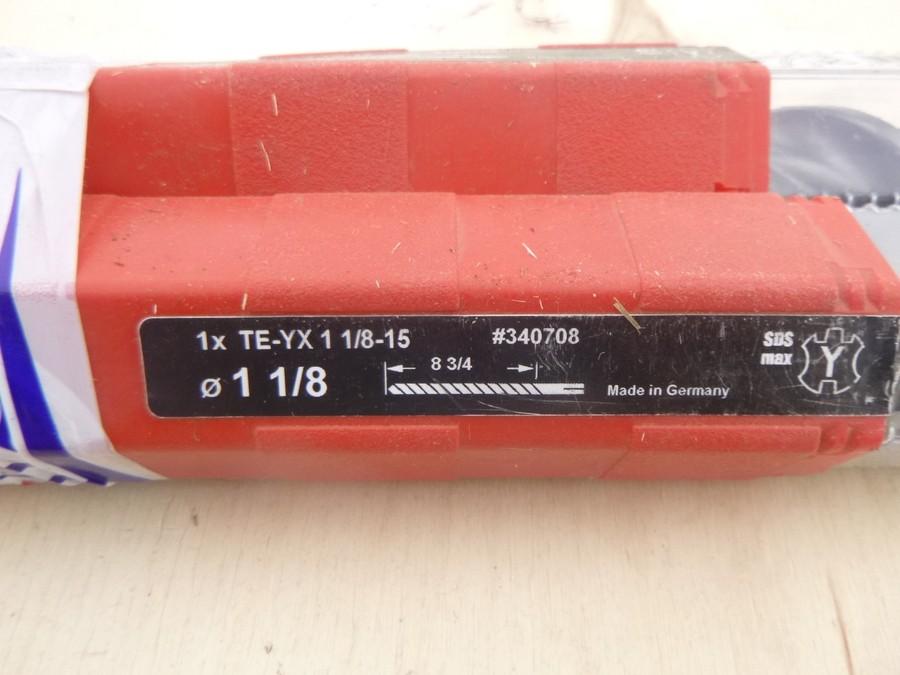 1x TE-YX 1 1/8-15 #340708
SDS
max
Y
8 3/4
ø 1 1/8
Made in Germany